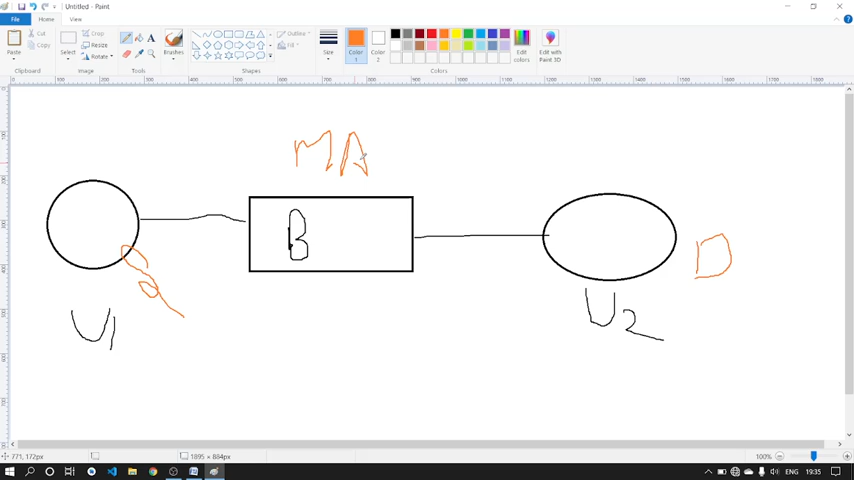 Untitled - Paint
File
Home
View
Paste
Cut
Copy
Clipboard
Select
Crop
Resize
Rotate
Image
Tools
Brushes
Shapes
Outline
Fill
Size
Color
1
Color
2
Colors
Edit
colors
Edit with
Paint 3D
MA
B
D
U1
U2
771, 172px
1895 × 884px
100%
ENG
19:35